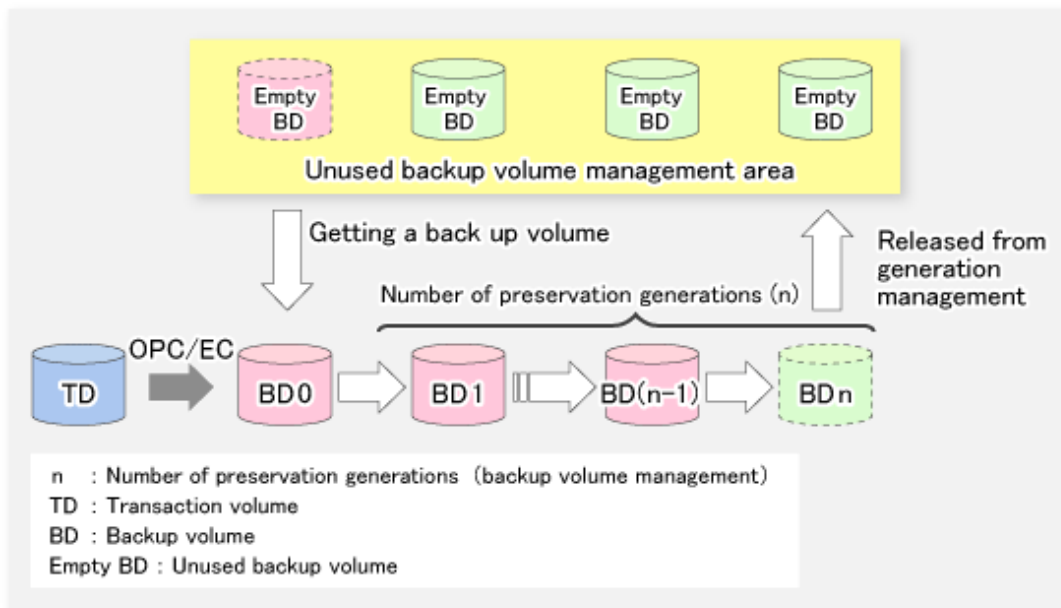 Empty
BD
Empty
BD
Empty
BD
Empty
BD
Unused backup volume management area
Getting a back up volume
Released from
generation
management
Number of preservation generations (n)
OPC/EC
TD
BD0
BD1
BD(n-1)
BDn
n : Number of preservation generations (backup volume management)
TD : Transaction volume
BD : Backup volume
Empty BD : Unused backup volume